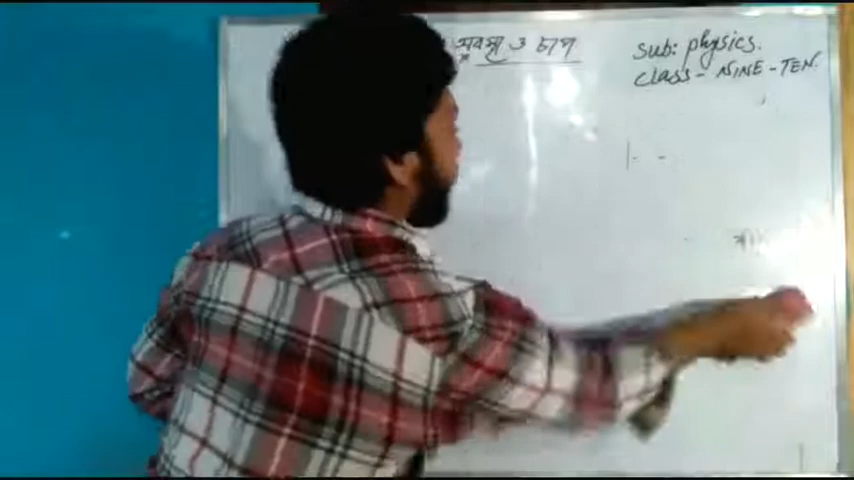 অবস্থা ও চাপ
Sub: physics.
class - NINE - TEN.